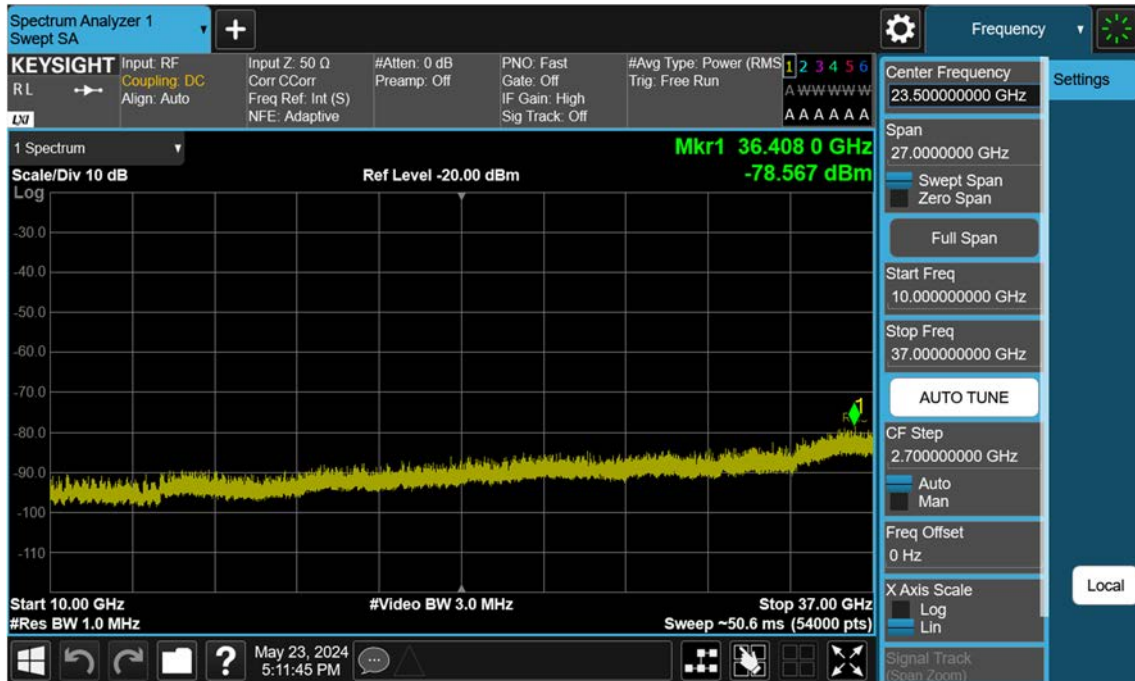 Spectrum Analyzer 1
Swept SA
+
Frequency
KEYSIGHT
RL
LXI
Input: RF
Coupling: DC
Align: Auto
Input Z: 50 Ω
Corr CCorr
Freq Ref: Int (S)
NFE: Adaptive
#Atten: 0 dB
Preamp: Off
PNO: Fast
Gate: Off
IF Gain: High
Sig Track: Off
#Avg Type: Power (RMS
Trig: Free Run
1 2 3 4 5 6
A W W W W W
A A A A A A
1 Spectrum
Scale/Div 10 dB
Ref Level -20.00 dBm
Mkr1 36.408 0 GHz
-78.567 dBm
Log
-30.0
-40.0
-50.0
-60.0
-70.0
-80.0
-90.0
-100
-110
1
Start 10.00 GHz
#Video BW 3.0 MHz
Stop 37.00 GHz
#Res BW 1.0 MHz
Sweep ~50.6 ms (54000 pts)
?
May 23, 2024
5:11:45 PM
Center Frequency
23.500000000 GHz
Span
27.0000000 GHz
Swept Span
Zero Span
Full Span
Start Freq
10.000000000 GHz
Stop Freq
37.000000000 GHz
AUTO TUNE
CF Step
2.700000000 GHz
Auto
Man
Freq Offset
0 Hz
X Axis Scale
Log
Lin
Signal Track
(Span Zoom)
Settings
Local